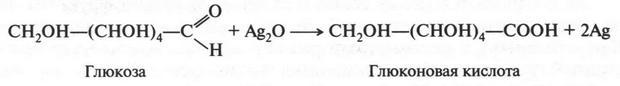 CH₂OH—(CHOH)₄—C(=O)—H + Ag₂O → CH₂OH—(CHOH)₄—COOH + 2Ag
Глюкоза Глюконовая кислота